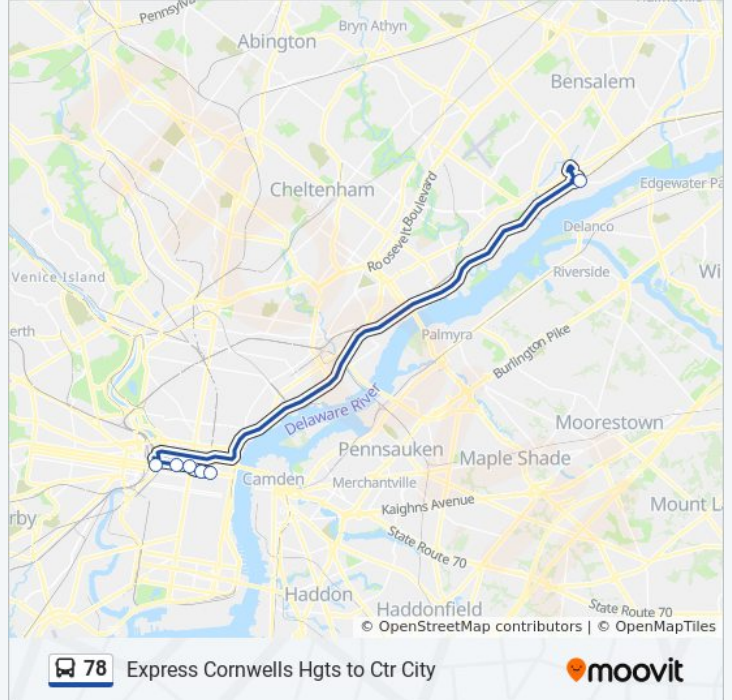 Pennsylva
Bryn Athyn
Abington
Bensalem
Cheltenham
Roosevelt Boulevard
Edgewater Pa
Delanco
Venice Island
Riverside
Wi
erth
Palmyra
Burlington Pike
Delaware River
Moorestown
Pennsauken
Maple Shade
Camden
Merchantville
Kaighns Avenue
Mount La
rby
State Route 70
Haddon
Haddonfield
State Route 70
© OpenStreetMap contributors | © OpenMapTiles
78 Express Cornwells Hgts to Ctr City
moovit